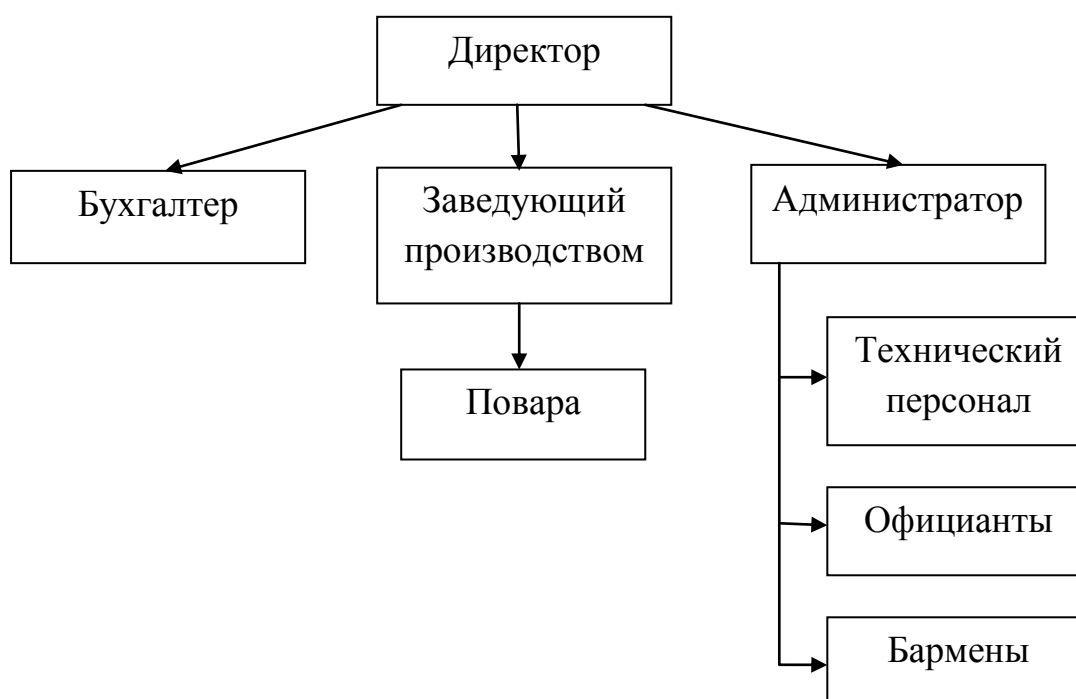 Директор
Бухгалтер
Заведующий
производством
Администратор
Повара
Технический
персонал
Официанты
Бармены